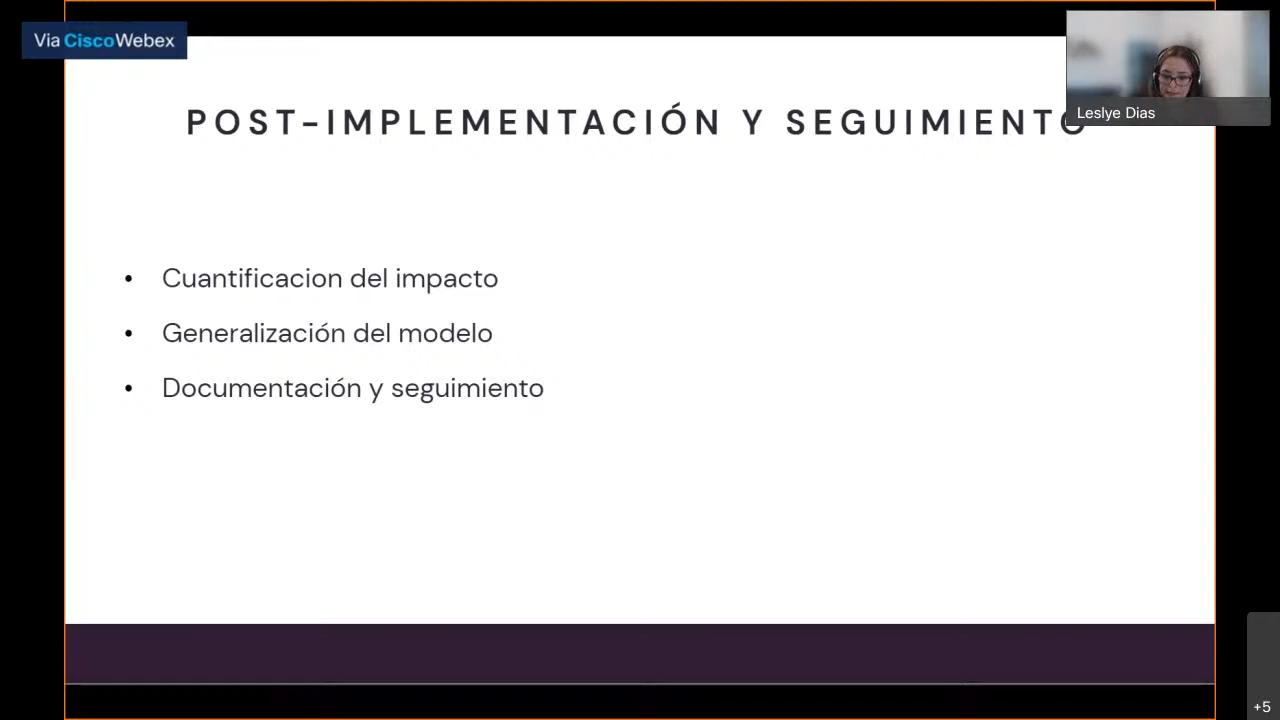 Via CiscoWebex
Leslye Dias
POST-IMPLEMENTACIÓN Y SEGUIMIENTO
• Cuantificacion del impacto
• Generalización del modelo
• Documentación y seguimiento
+5